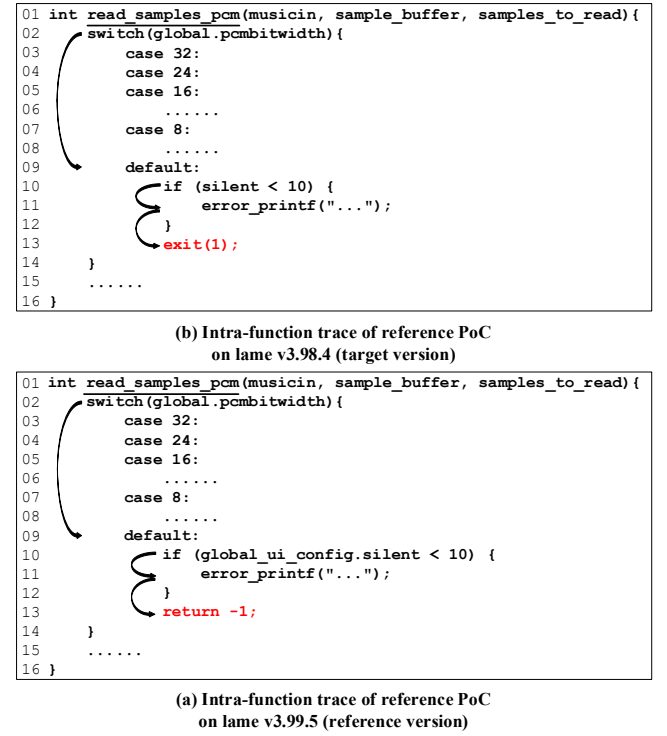 01 int read_samples_pcm(musicin, sample_buffer, samples_to_read){
02     switch(global.pcmbitwidth){
03         case 32:
04         case 24:
05         case 16:
06             ......
07         case 8:
08             ......
09         default:
10             if (silent < 10) {
11                 error_printf("...");
12             }
13             exit(1);
14     }
15     ......
16 }
(b) Intra-function trace of reference PoC
on lame v3.98.4 (target version)
01 int read_samples_pcm(musicin, sample_buffer, samples_to_read){
02     switch(global.pcmbitwidth){
03         case 32:
04         case 24:
05         case 16:
06             ......
07         case 8:
08             ......
09         default:
10             if (global_ui_config.silent < 10) {
11                 error_printf("...");
12             }
13             return -1;
14     }
15     ......
16 }
(a) Intra-function trace of reference PoC
on lame v3.99.5 (reference version)